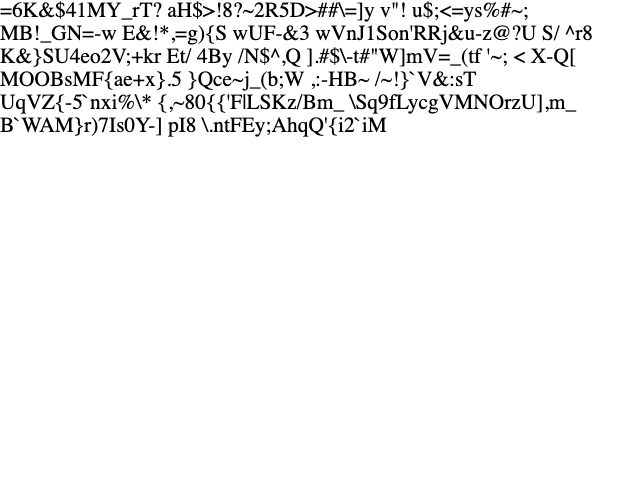 =6K&$41MY_rT? aH$>!8?~2R5D>##\=]y v"! u$;<=ys%#~;
MB!_GN=-w E&!*,=g){S wUF-&3 wVnJ1Son'RRj&u-z@?U S/ ^r8
K&}SU4eo2V;+kr Et/ 4By /N$^,Q ].#$\-t#"W]mV=_(tf '~; < X-Q[
MOOBsMF{ae+x}.5 }Qce~j_(b;W ,:-HB~ /~!}`V&:sT
UqVZ{-5`nxi%\* {,~80{{'F|LSKz/Bm_ \Sq9fLycgVMNOrzU],m_
B`WAM}r)7Is0Y-] pI8 \.ntFEy;AhqQ'{i2`iM